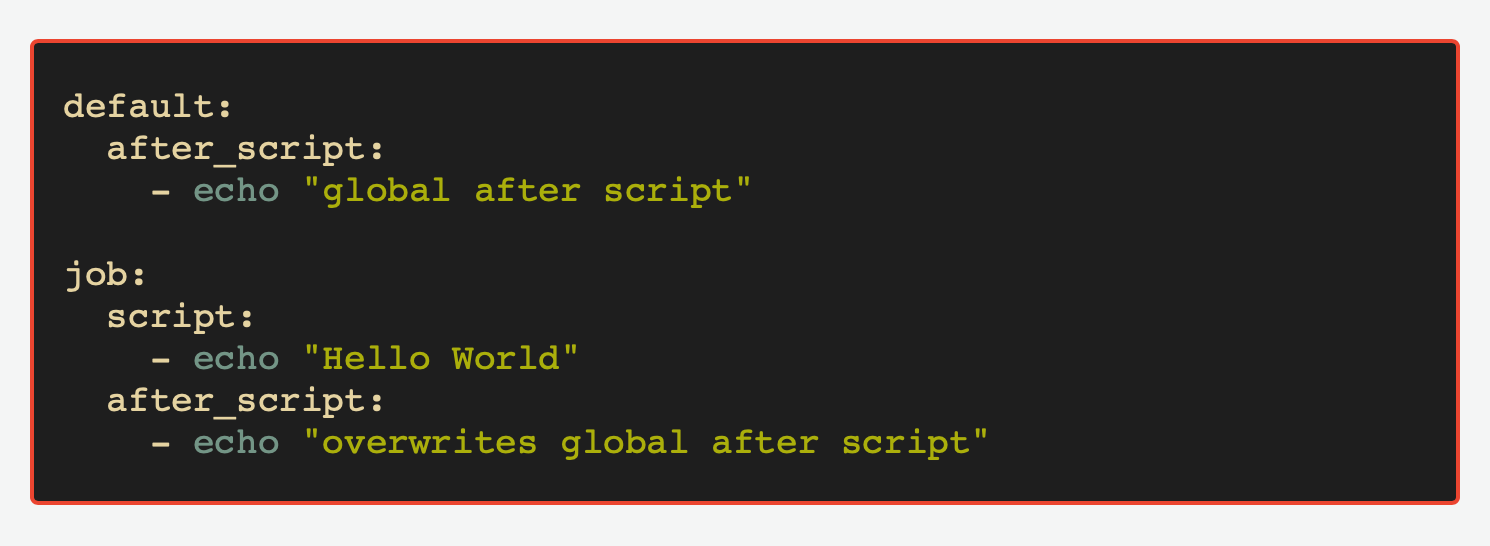 default:
  after_script:
    - echo "global after script"

job:
  script:
    - echo "Hello World"
  after_script:
    - echo "overwrites global after script"